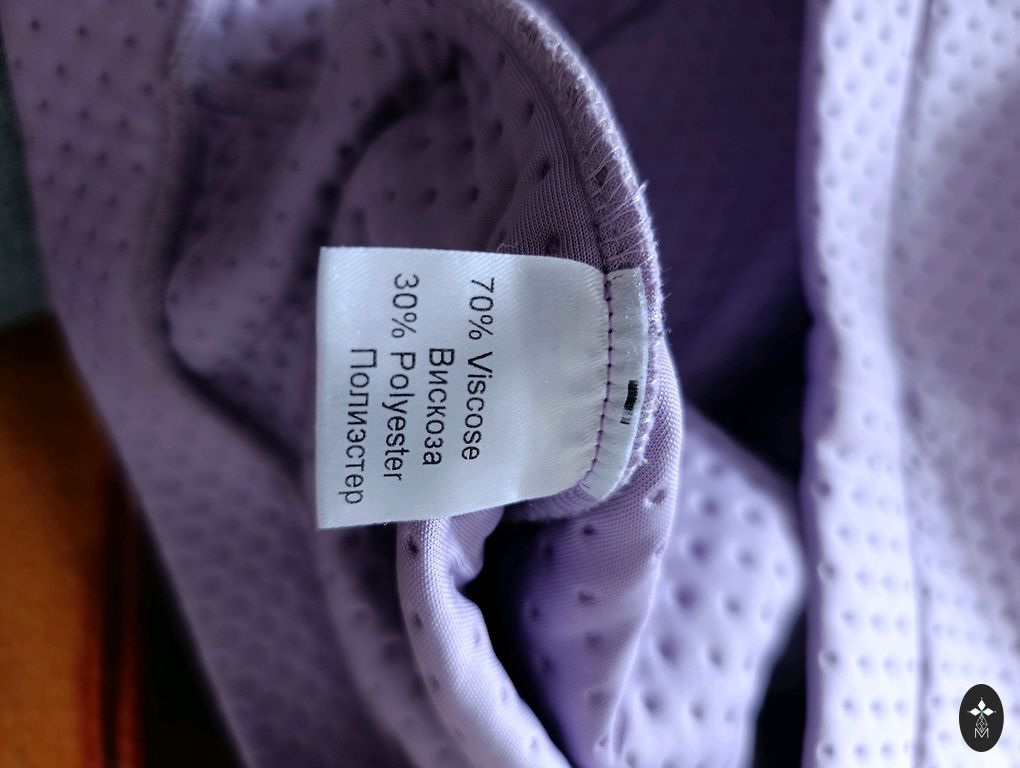 70% Viscose
Вискоза
30% Polyester
Полиэстер